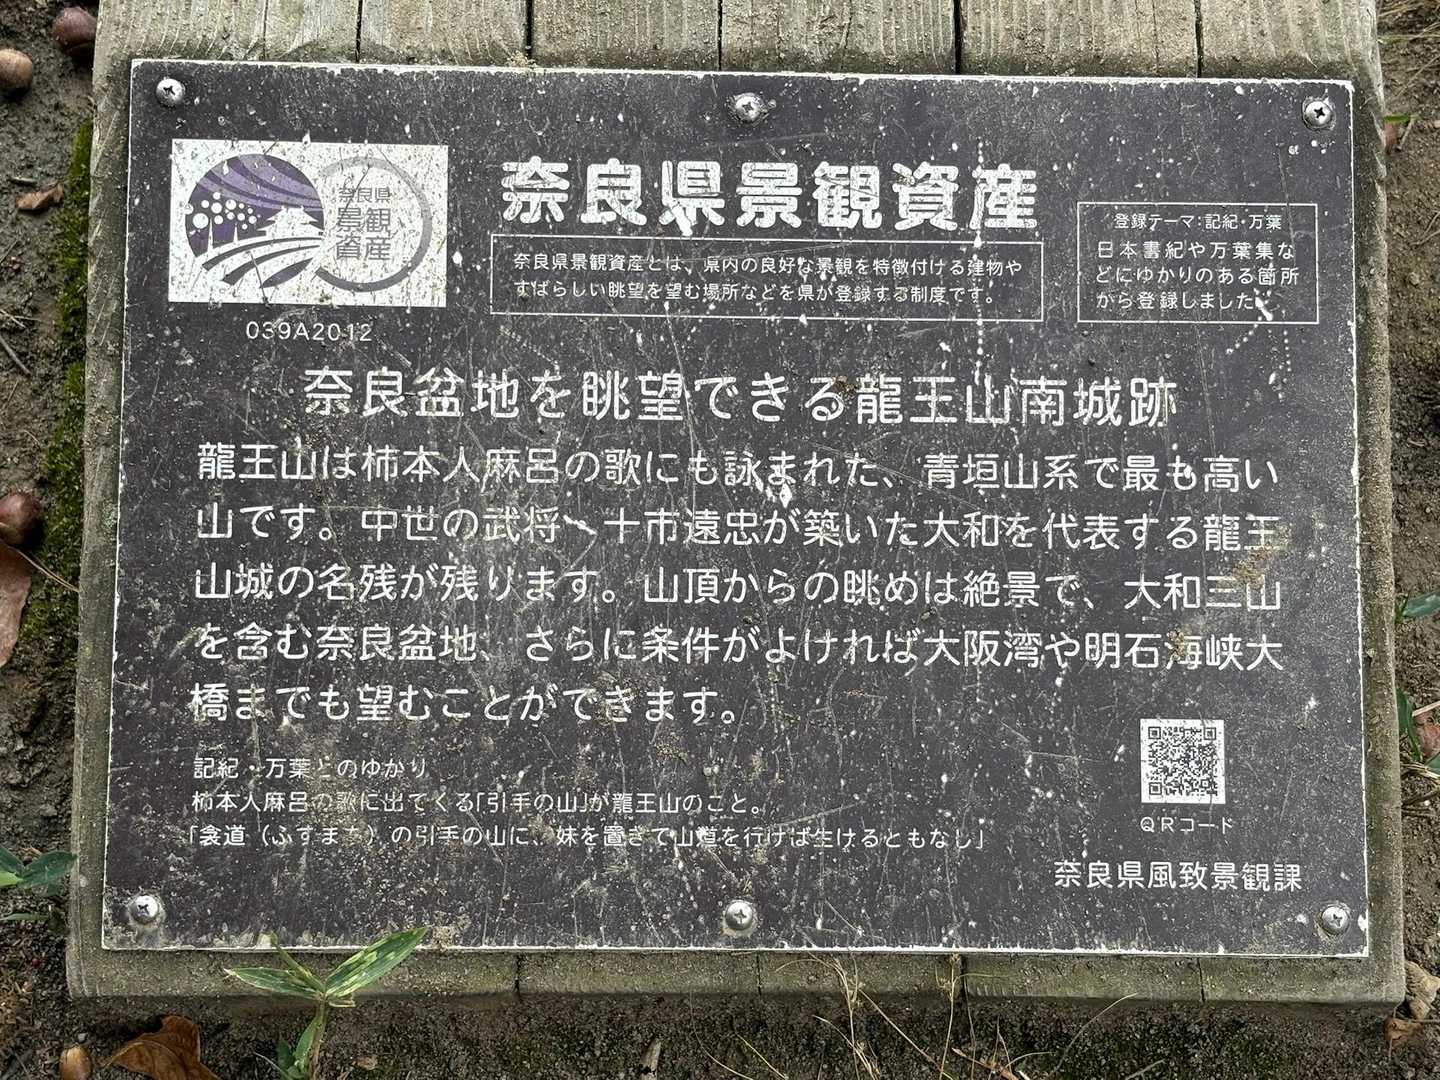 奈良県
景観
資産
039A2012
奈良県景観資産
奈良県景観資産とは、県内の良好な景観を特徴付ける建物や
すばらしい眺望を望む場所などを県が登録する制度です。
登録テーマ:記紀・万葉
日本書紀や万葉集な
どにゆかりのある箇所
から登録しました。
奈良盆地を眺望できる龍王山南城跡
龍王山は柿本人麻呂の歌にも詠まれた、青垣山系で最も高い
山です。中世の武将、十市遠忠が築いた大和を代表する龍王
山城の名残が残ります。山頂からの眺めは絶景で、大和三山
を含む奈良盆地、さらに条件がよければ大阪湾や明石海峡大
橋までも望むことができます。
記紀・万葉とのゆかり
柿本人麻呂の歌に出てくる「引手の山」が龍王山のこと。
「衾道（ふすまぢ）の引手の山に、妹を置きて山道を行けば生けるともなし」
QRコード
奈良県風致景観課